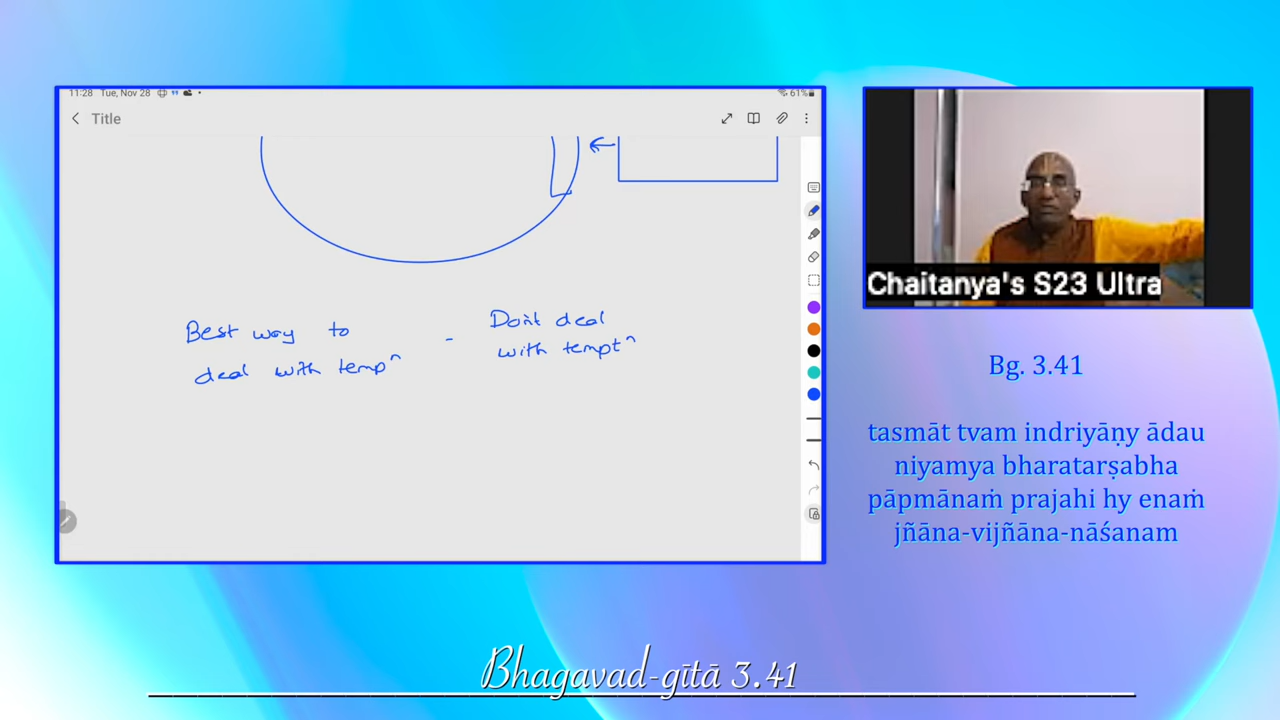 11:28 Tue, Nov 28
61%
Title
Best way to
deal with tempⁿ
- Don't deal
with temptⁿ
Chaitanya's S23 Ultra
Bg. 3.41
tasmāt tvam indriyāṇy ādau
niyamya bharatarṣabha
pāpmānaṁ prajahi hy enaṁ
jñāna-vijñāna-nāśanam
Bhagavad-gītā 3.41